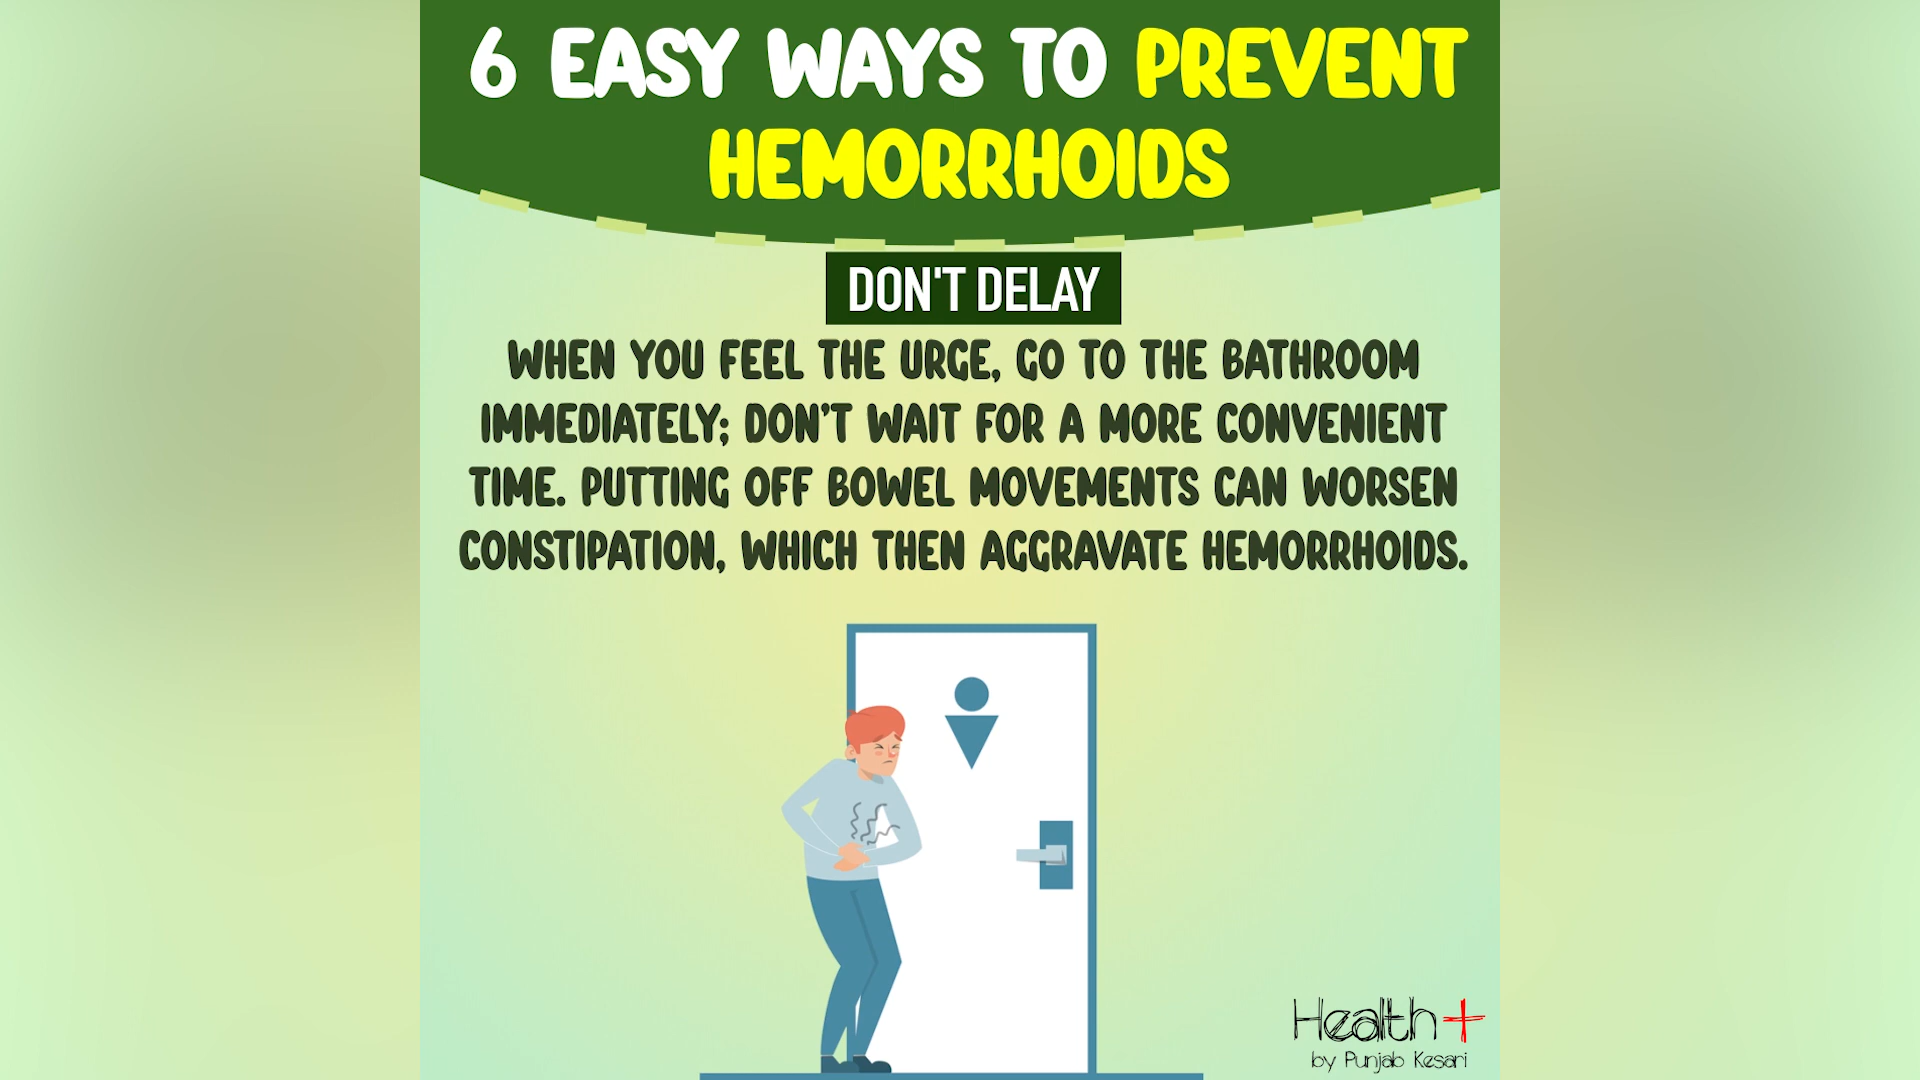 6 EASY WAYS TO PREVENT
HEMORRHOIDS
DON'T DELAY
WHEN YOU FEEL THE URGE, GO TO THE BATHROOM
IMMEDIATELY; DON'T WAIT FOR A MORE CONVENIENT
TIME. PUTTING OFF BOWEL MOVEMENTS CAN WORSEN
CONSTIPATION, WHICH THEN AGGRAVATE HEMORRHOIDS.
Health+
by Punjab Kesari